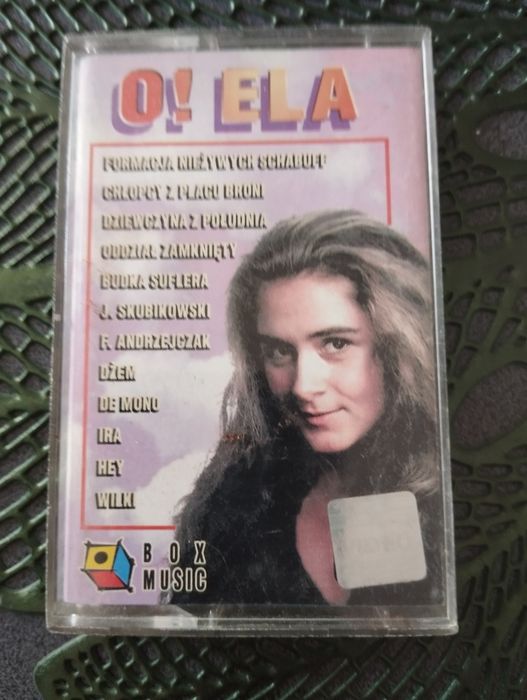 O! ELA
FORMACJA NIEŻYWYCH SCHABUFF
CHŁOPCY Z PLACU BRONI
DZIEWCZYNA Z POŁUDNIA
ODDZIAŁ ZAMKNIĘTY
BUDKA SUFLERA
J. SKUBIKOWSKI
F. ANDRZEJCZAK
DŻEM
DE MONO
IRA
HEY
WILKI
BOX
MUSIC